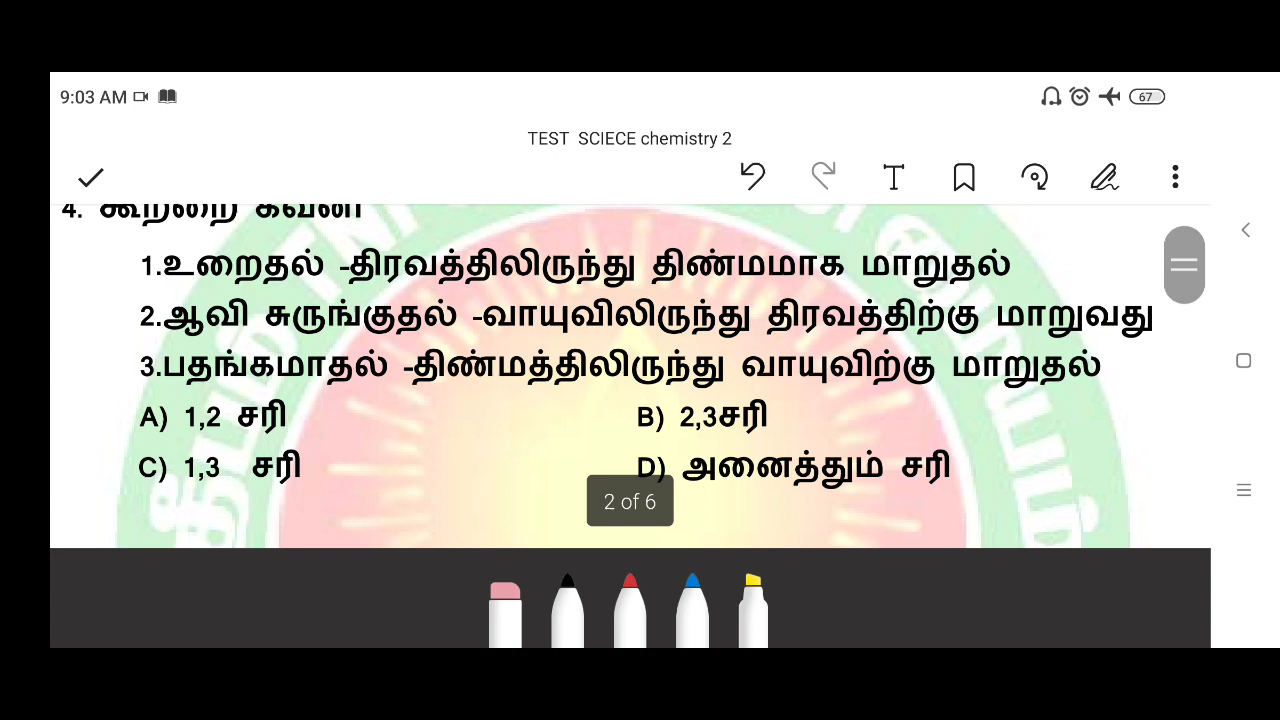 9:03 AM
67
TEST SCIECE chemistry 2
4. கூற்றை கவனி
1.உறைதல் -திரவத்திலிருந்து திண்மமாக மாறுதல்
2.ஆவி சுருங்குதல் -வாயுவிலிருந்து திரவத்திற்கு மாறுவது
3.பதங்கமாதல் -திண்மத்திலிருந்து வாயுவிற்கு மாறுதல்
A) 1,2 சரி B) 2,3சரி
C) 1,3 சரி D) அனைத்தும் சரி
2 of 6